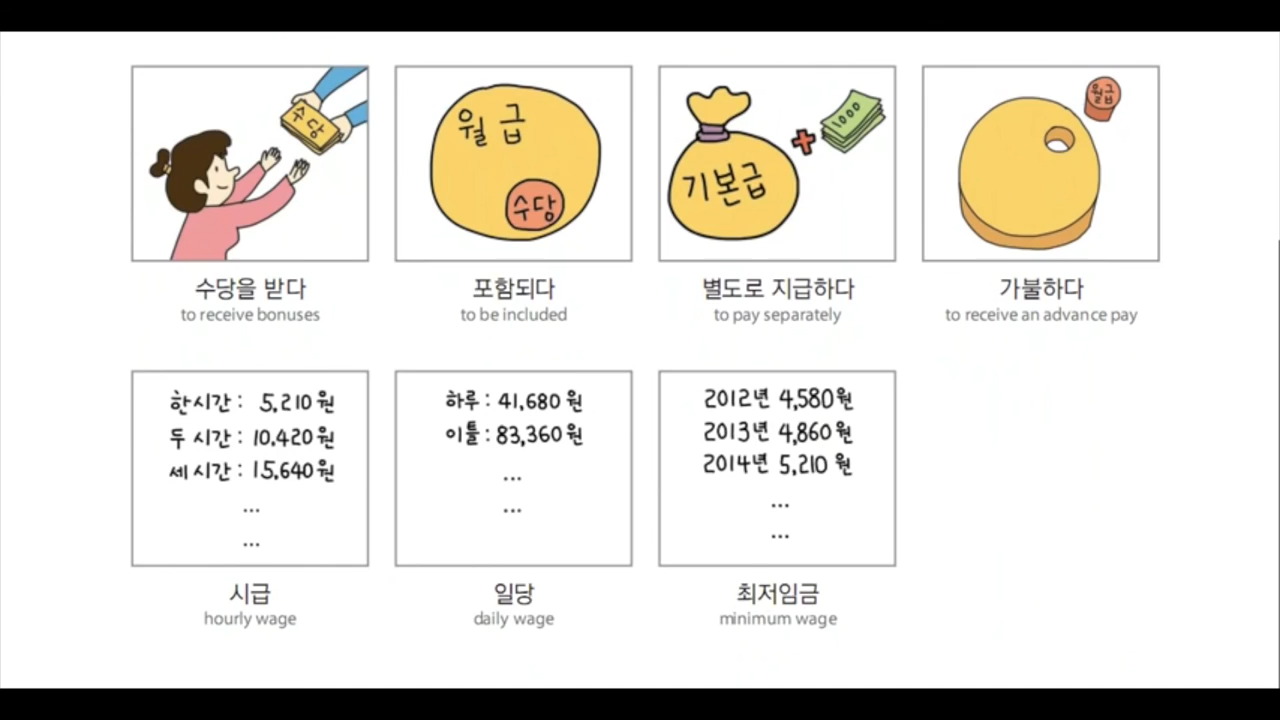 수당
월급
수당
기본급
1000
월급
수당을 받다
to receive bonuses
포함되다
to be included
별도로 지급하다
to pay separately
가불하다
to receive an advance pay
한시간 : 5,210원
두 시간 : 10,420원
세 시간 : 15,640원
...
...
하루 : 41,680원
이틀 : 83,360원
...
...
2012년 4,580원
2013년 4,860원
2014년 5,210원
...
...
시급
hourly wage
일당
daily wage
최저임금
minimum wage